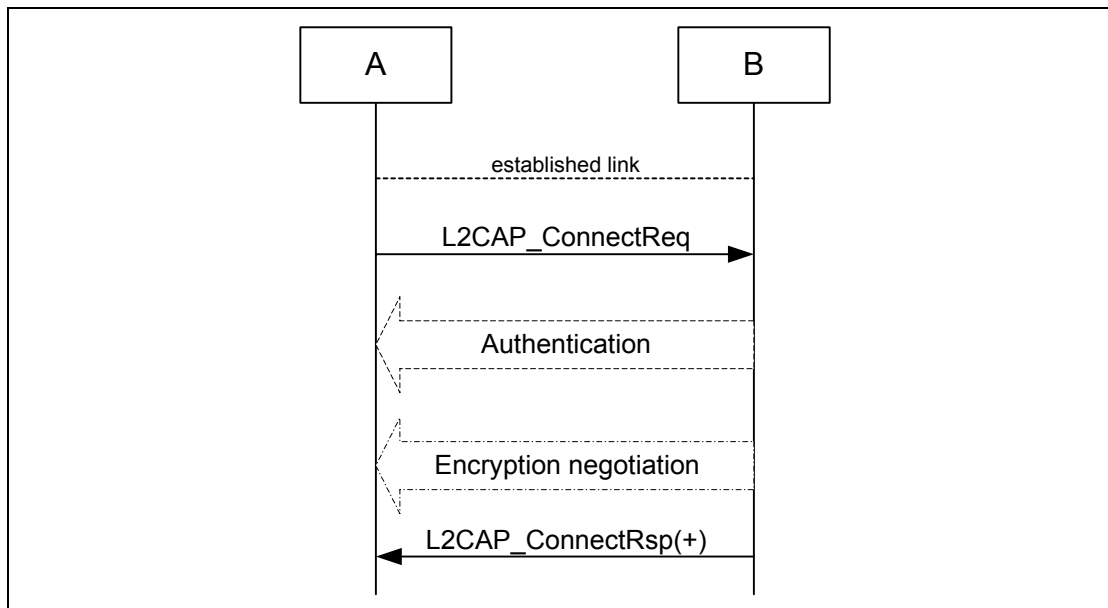 A
B
established link
L2CAP_ConnectReq
Authentication
Encryption negotiation
L2CAP_ConnectRsp(+)